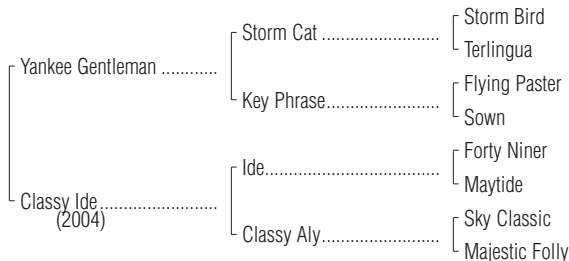 Storm Bird
Storm Cat ........................
Terlingua
Yankee Gentleman ...........
Flying Paster
Key Phrase.......................
Sown
Forty Niner
Ide...................................
Maytide
Classy Ide.......................
(2004)
Sky Classic
Classy Aly........................
Majestic Folly